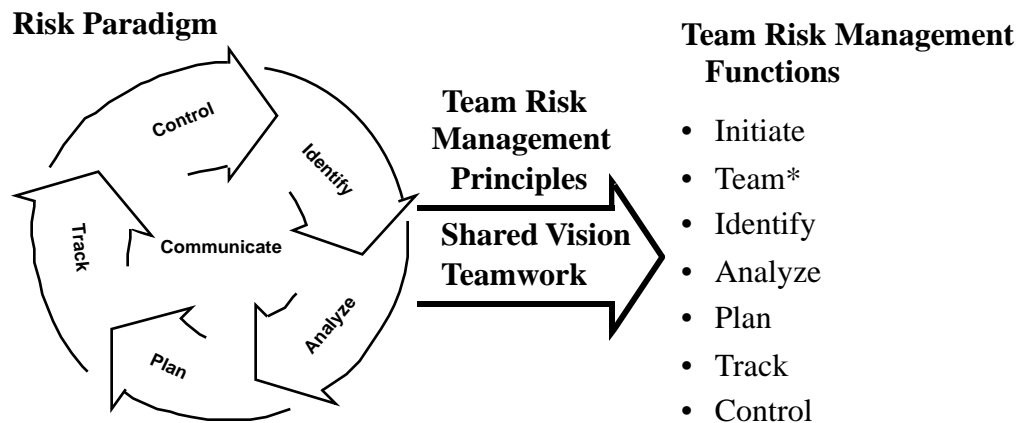 Risk Paradigm
Control
Identify
Analyze
Plan
Track
Communicate
Team Risk
Management
Principles
Shared Vision
Teamwork
Team Risk Management
Functions
• Initiate
• Team*
• Identify
• Analyze
• Plan
• Track
• Control